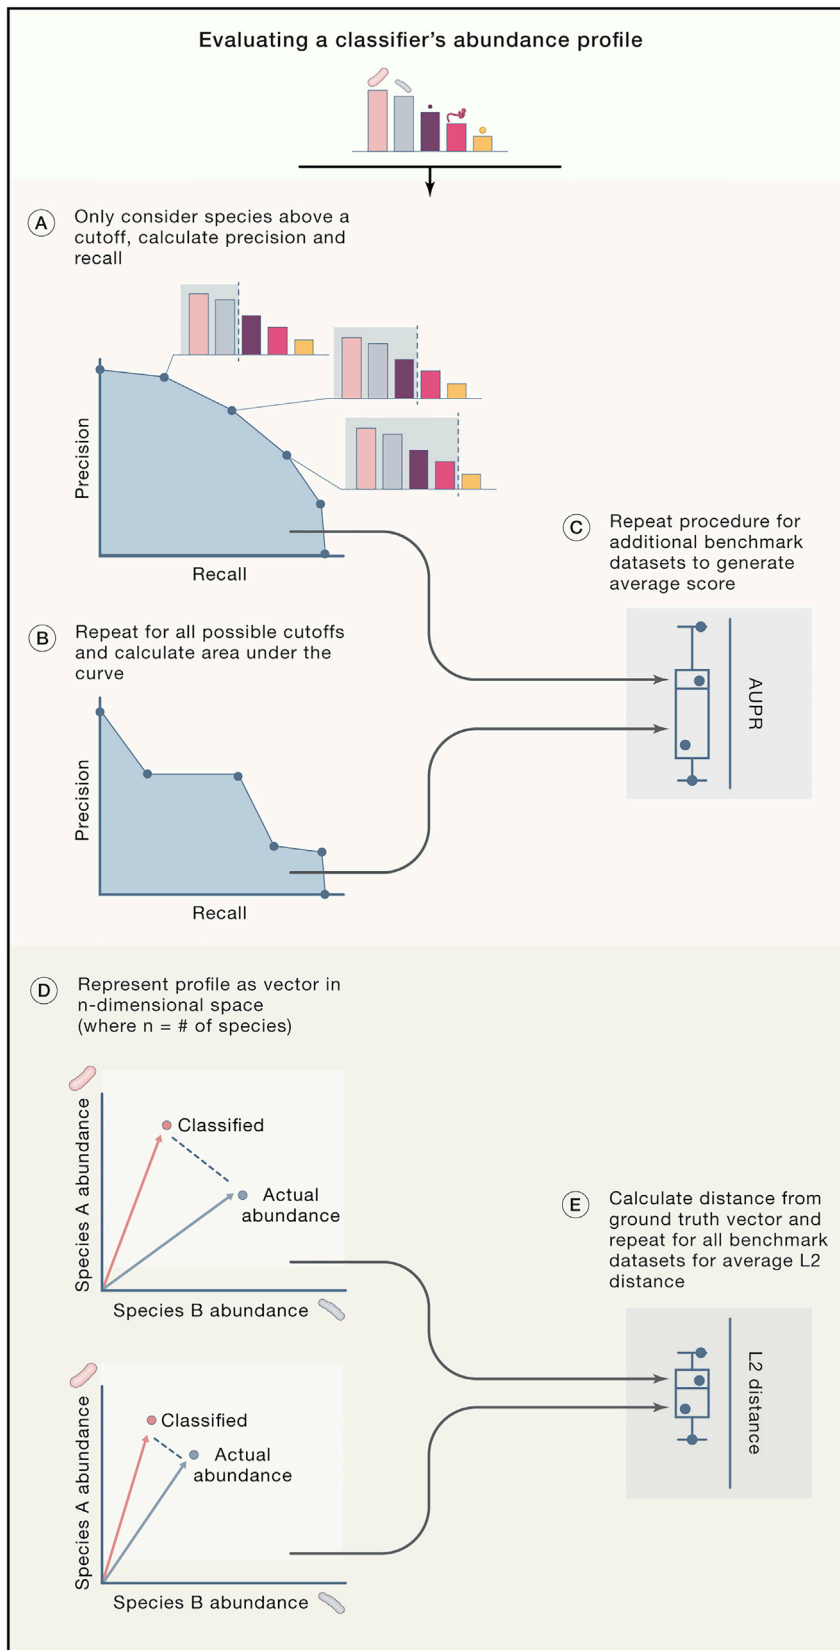 Evaluating a classifier's abundance profile
A
Only consider species above a
cutoff, calculate precision and
recall
Precision
Recall
B
Repeat for all possible cutoffs
and calculate area under the
curve
Precision
Recall
C
Repeat procedure for
additional benchmark
datasets to generate
average score
AUPR
D
Represent profile as vector in
n-dimensional space
(where n = # of species)
Species A abundance
Classified
Actual
abundance
Species B abundance
Species A abundance
Classified
Actual
abundance
Species B abundance
E
Calculate distance from
ground truth vector and
repeat for all benchmark
datasets for average L2
distance
L2 distance